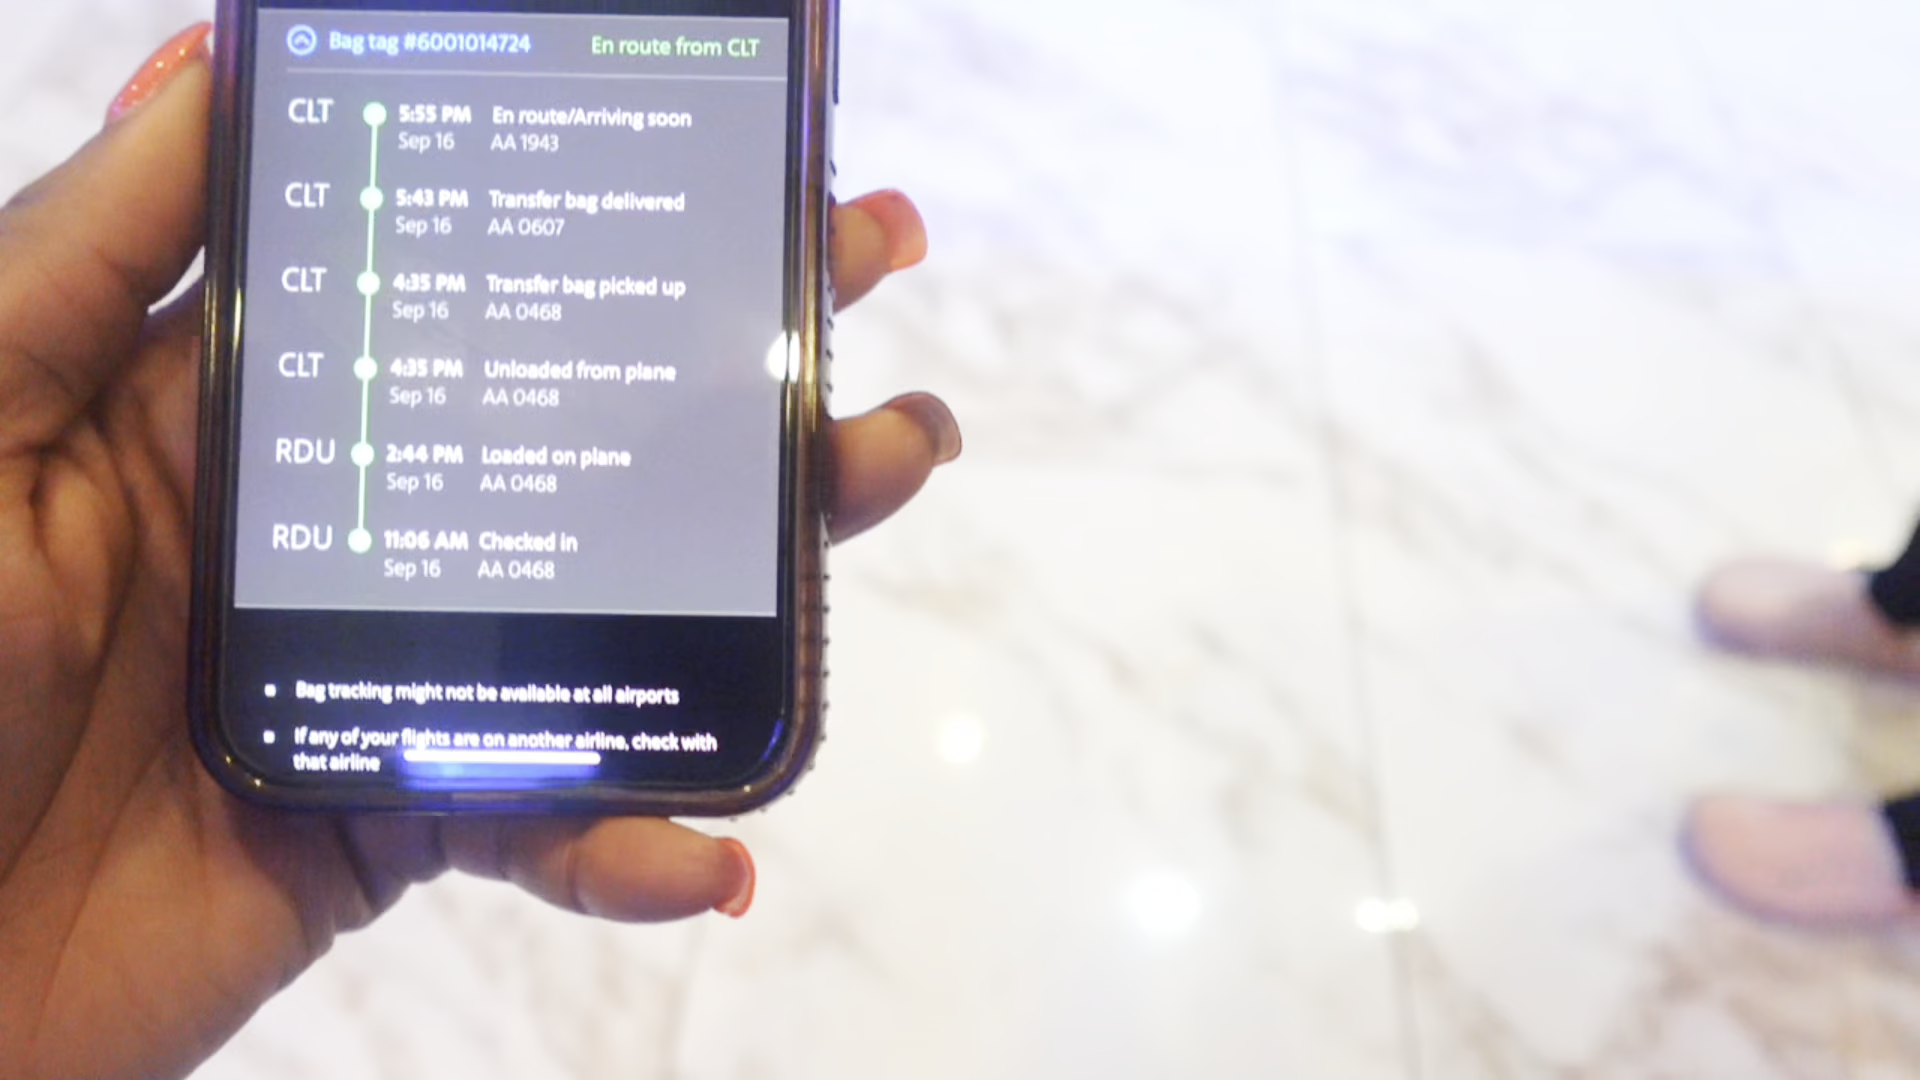 Bag tag #6001014724 En route from CLT
CLT 5:55 PM En route/Arriving soon
Sep 16 AA 1943
CLT 5:43 PM Transfer bag delivered
Sep 16 AA 0607
CLT 4:35 PM Transfer bag picked up
Sep 16 AA 0468
CLT 4:35 PM Unloaded from plane
Sep 16 AA 0468
RDU 2:44 PM Loaded on plane
Sep 16 AA 0468
RDU 11:06 AM Checked in
Sep 16 AA 0468
Bag tracking might not be available at all airports
If any of your flights are on another airline, check with
that airline